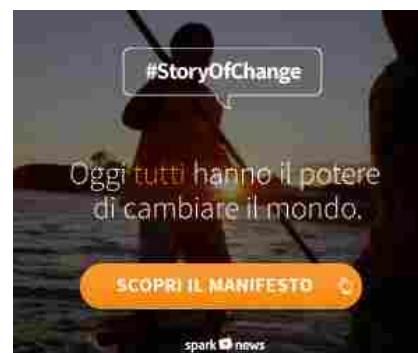 #StoryOfChange
Oggi tutti hanno il potere
di cambiare il mondo.
SCOPRI IL MANIFESTO
spark news